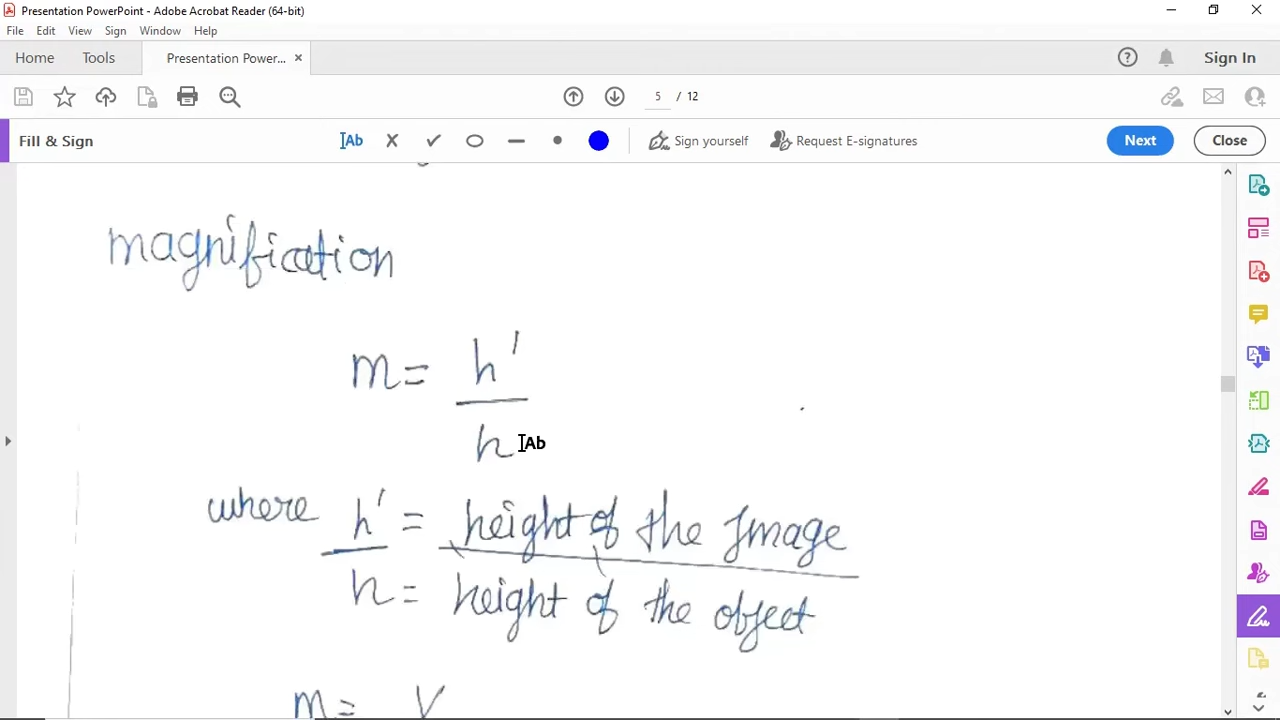 Presentation PowerPoint - Adobe Acrobat Reader (64-bit)
File Edit View Sign Window Help
Home Tools Presentation Power... × Sign In
5 / 12
Fill & Sign Ab Sign yourself Request E-signatures Next Close
magnification
m = h'
h Ab
where h' = height of the Image
h = height of the object
m = V